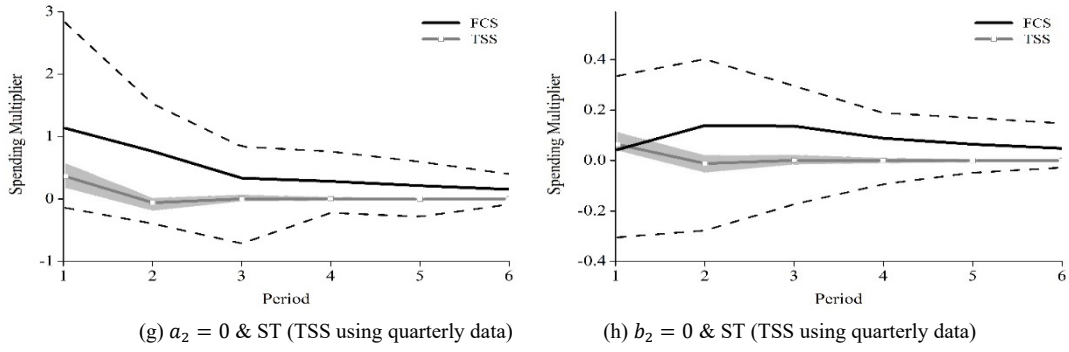 3
2
1
0
-1
Spending Multiplier
FCS
TSS
1 2 3 4 5 6
Period
(g) a₂ = 0 & ST (TSS using quarterly data)
0.4
0.2
0.0
-0.2
-0.4
Spending Multiplier
FCS
TSS
1 2 3 4 5 6
Period
(h) b₂ = 0 & ST (TSS using quarterly data)